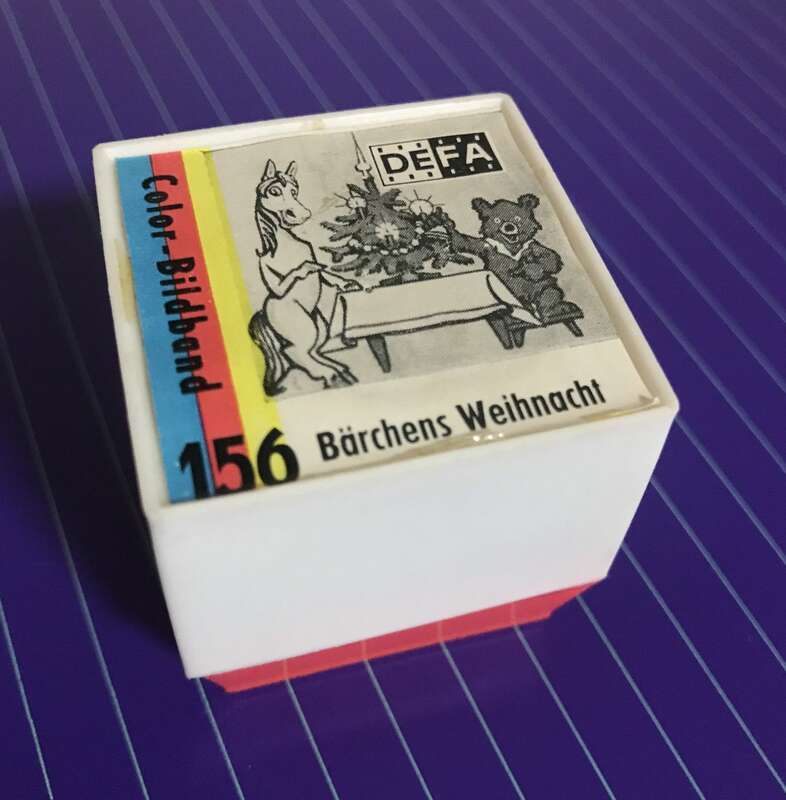 DEFA
Color-Bildband
156
Bärchens Weihnacht